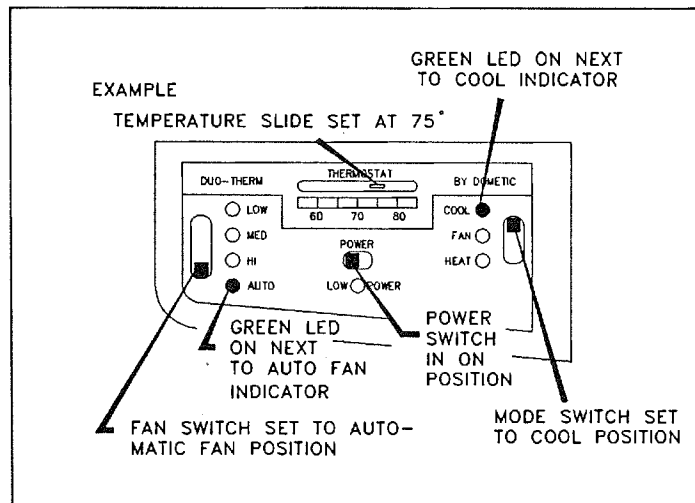 GREEN LED ON NEXT
TO COOL INDICATOR
EXAMPLE
TEMPERATURE SLIDE SET AT 75°
DUO-THERM
THERMOSTAT
BY DOMETIC
60 65 70 75 80
LOW
MED
HI
AUTO
POWER
LOW POWER
COOL
FAN
HEAT
GREEN LED
ON NEXT
TO AUTO FAN
INDICATOR
POWER
SWITCH
IN ON
POSITION
FAN SWITCH SET TO AUTO-
MATIC FAN POSITION
MODE SWITCH SET
TO COOL POSITION